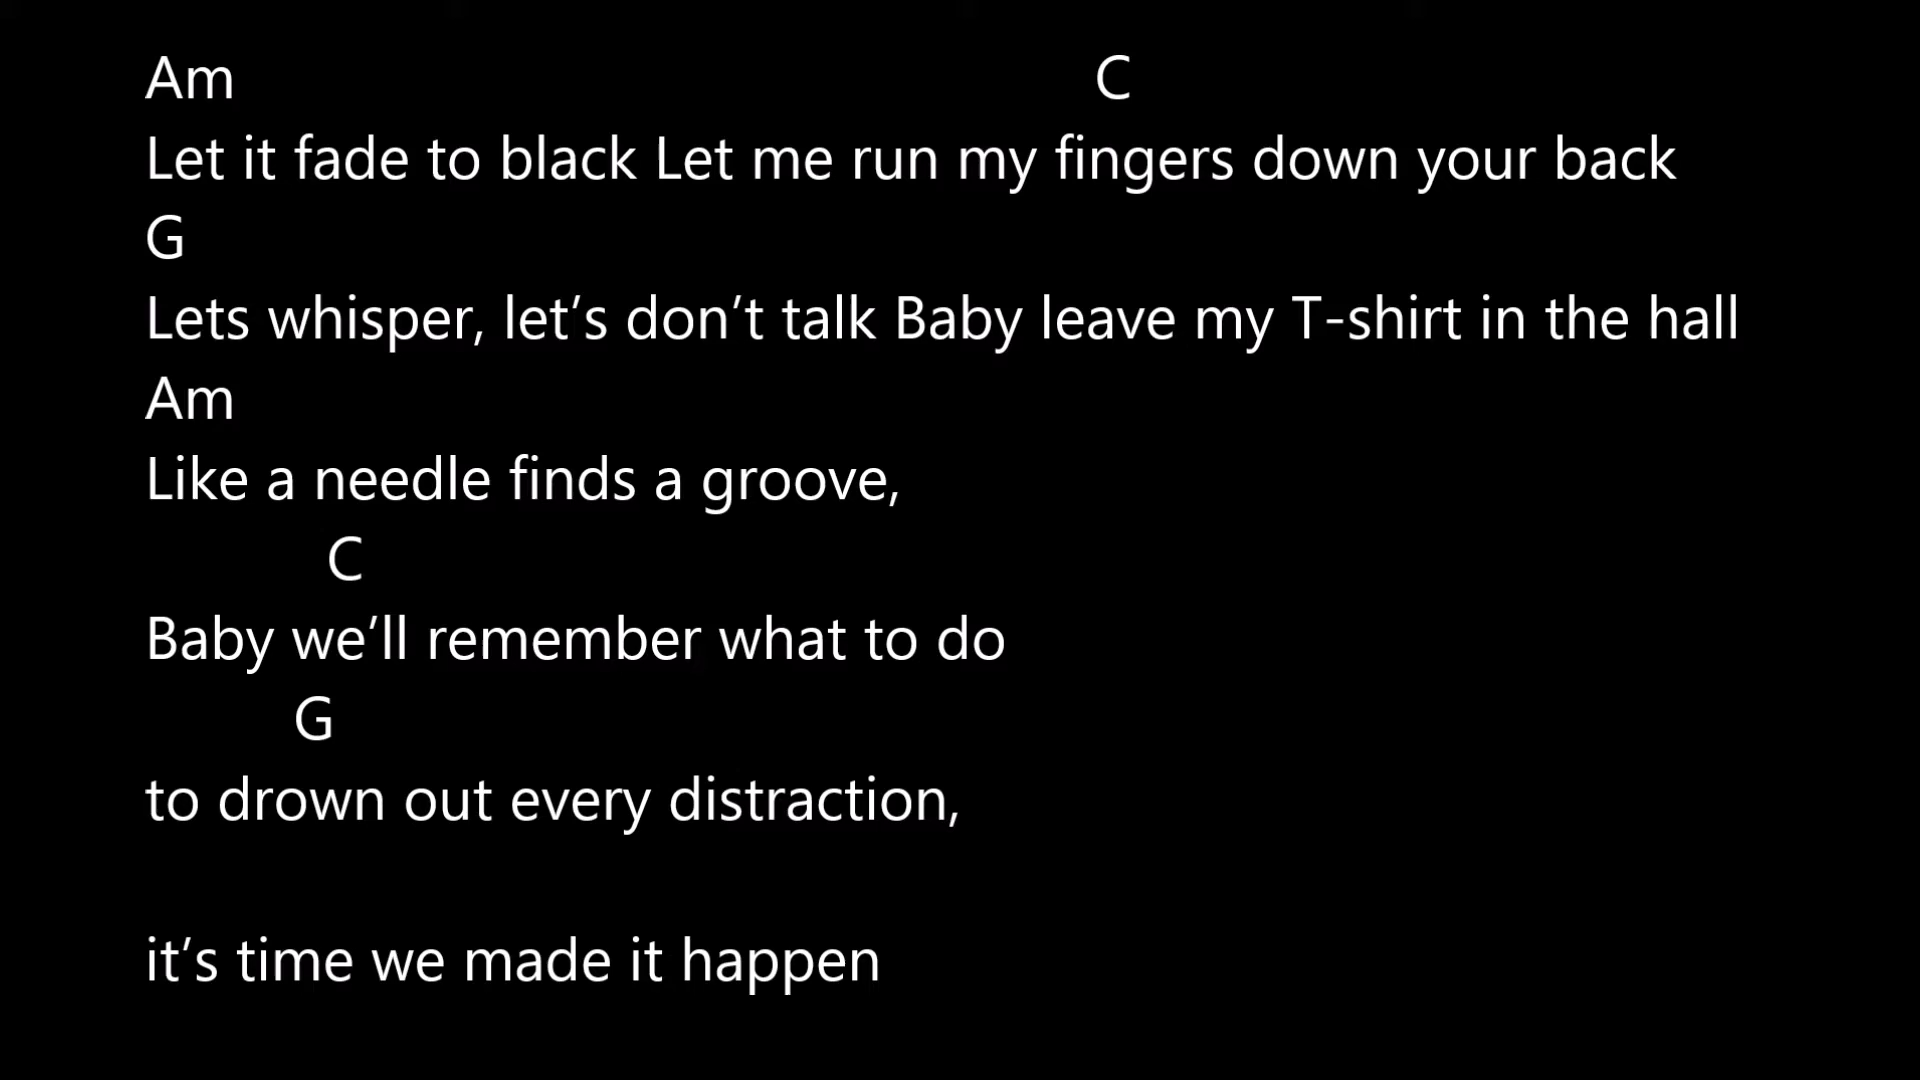 Am C
Let it fade to black Let me run my fingers down your back
G
Lets whisper, let’s don’t talk Baby leave my T-shirt in the hall
Am
Like a needle finds a groove,
C
Baby we’ll remember what to do
G
to drown out every distraction,
it’s time we made it happen